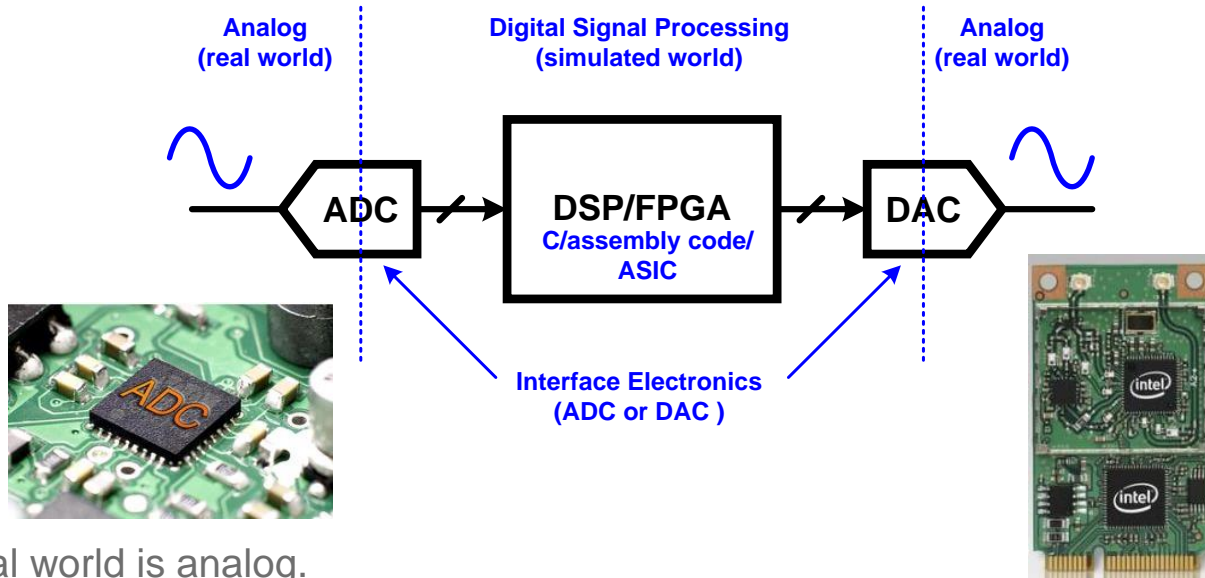 Analog
(real world)
Digital Signal Processing
(simulated world)
Analog
(real world)
ADC
DSP/FPGA
C/assembly code/
ASIC
DAC
Interface Electronics
(ADC or DAC )
ADC
intel
intel
al world is analog.